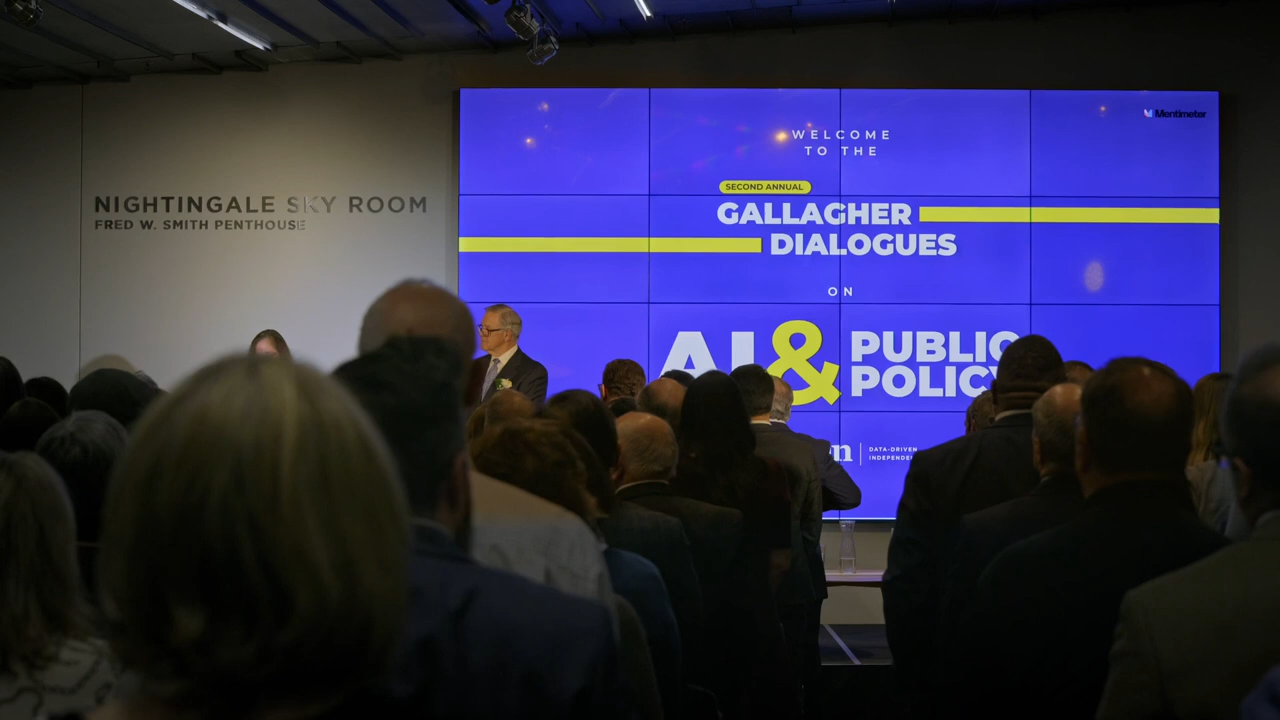 NIGHTINGALE SKY ROOM
FRED W. SMITH PENTHOUSE
Mentimeter
WELCOME
TO THE
SECOND ANNUAL
GALLAGHER
DIALOGUES
ON
AI & PUBLIC
POLICY
DATA-DRIVEN